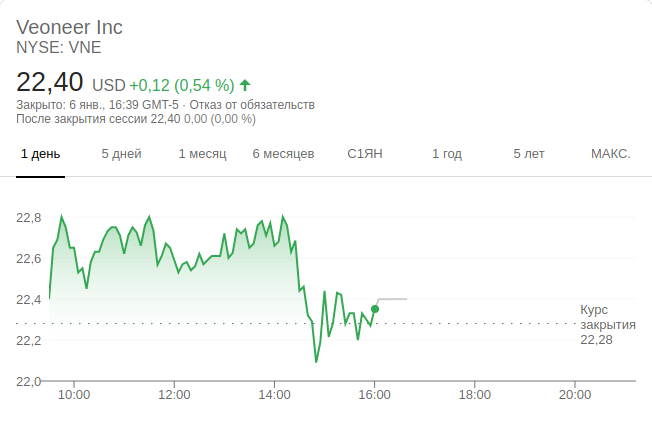 Veoneer Inc
NYSE: VNE
22,40 USD +0,12 (0,54 %)
Закрыто: 6 янв., 16:39 GMT-5 · Отказ от обязательств
После закрытия сессии 22,40 0,00 (0,00 %)
1 день 5 дней 1 месяц 6 месяцев С1ЯН 1 год 5 лет МАКС.
22,8
22,6
22,4
Курс
закрытия
22,28
22,2
22,0
10:00 12:00 14:00 16:00 18:00 20:00